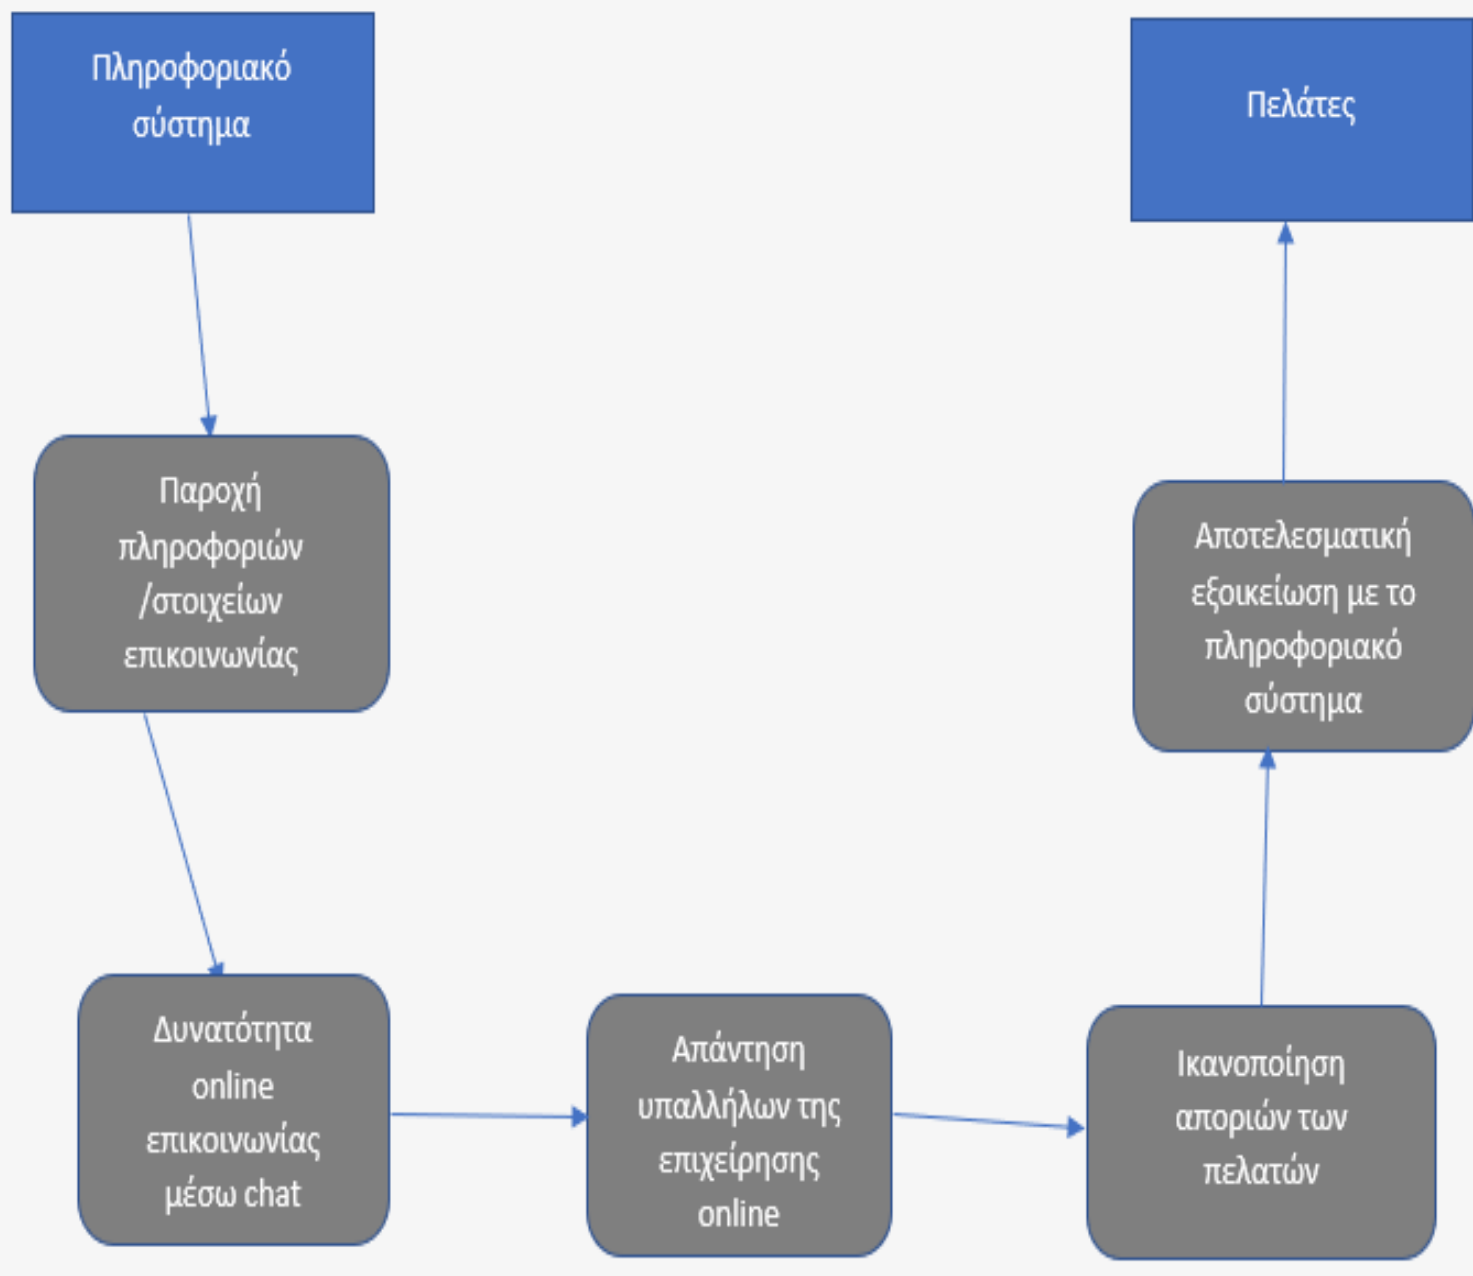 Πληροφοριακό
σύστημα
Πελάτες
Παροχή
πληροφοριών
/στοιχείων
επικοινωνίας
Αποτελεσματική
εξοικείωση με το
πληροφοριακό
σύστημα
Δυνατότητα
online
επικοινωνίας
μέσω chat
Απάντηση
υπαλλήλων της
επιχείρησης
online
Ικανοποίηση
αποριών των
πελατών